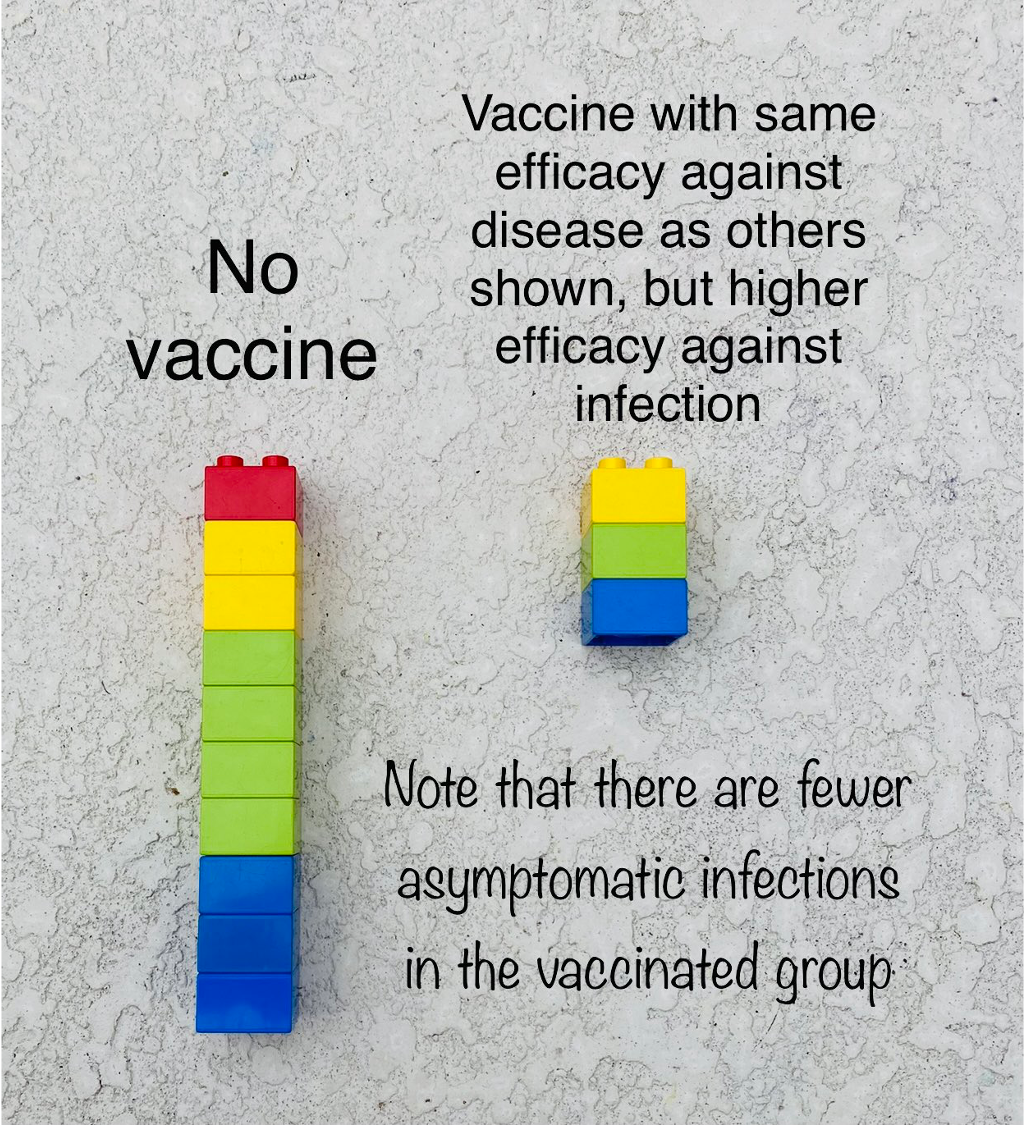 No
vaccine
Vaccine with same
efficacy against
disease as others
shown, but higher
efficacy against
infection
Note that there are fewer
asymptomatic infections
in the vaccinated group